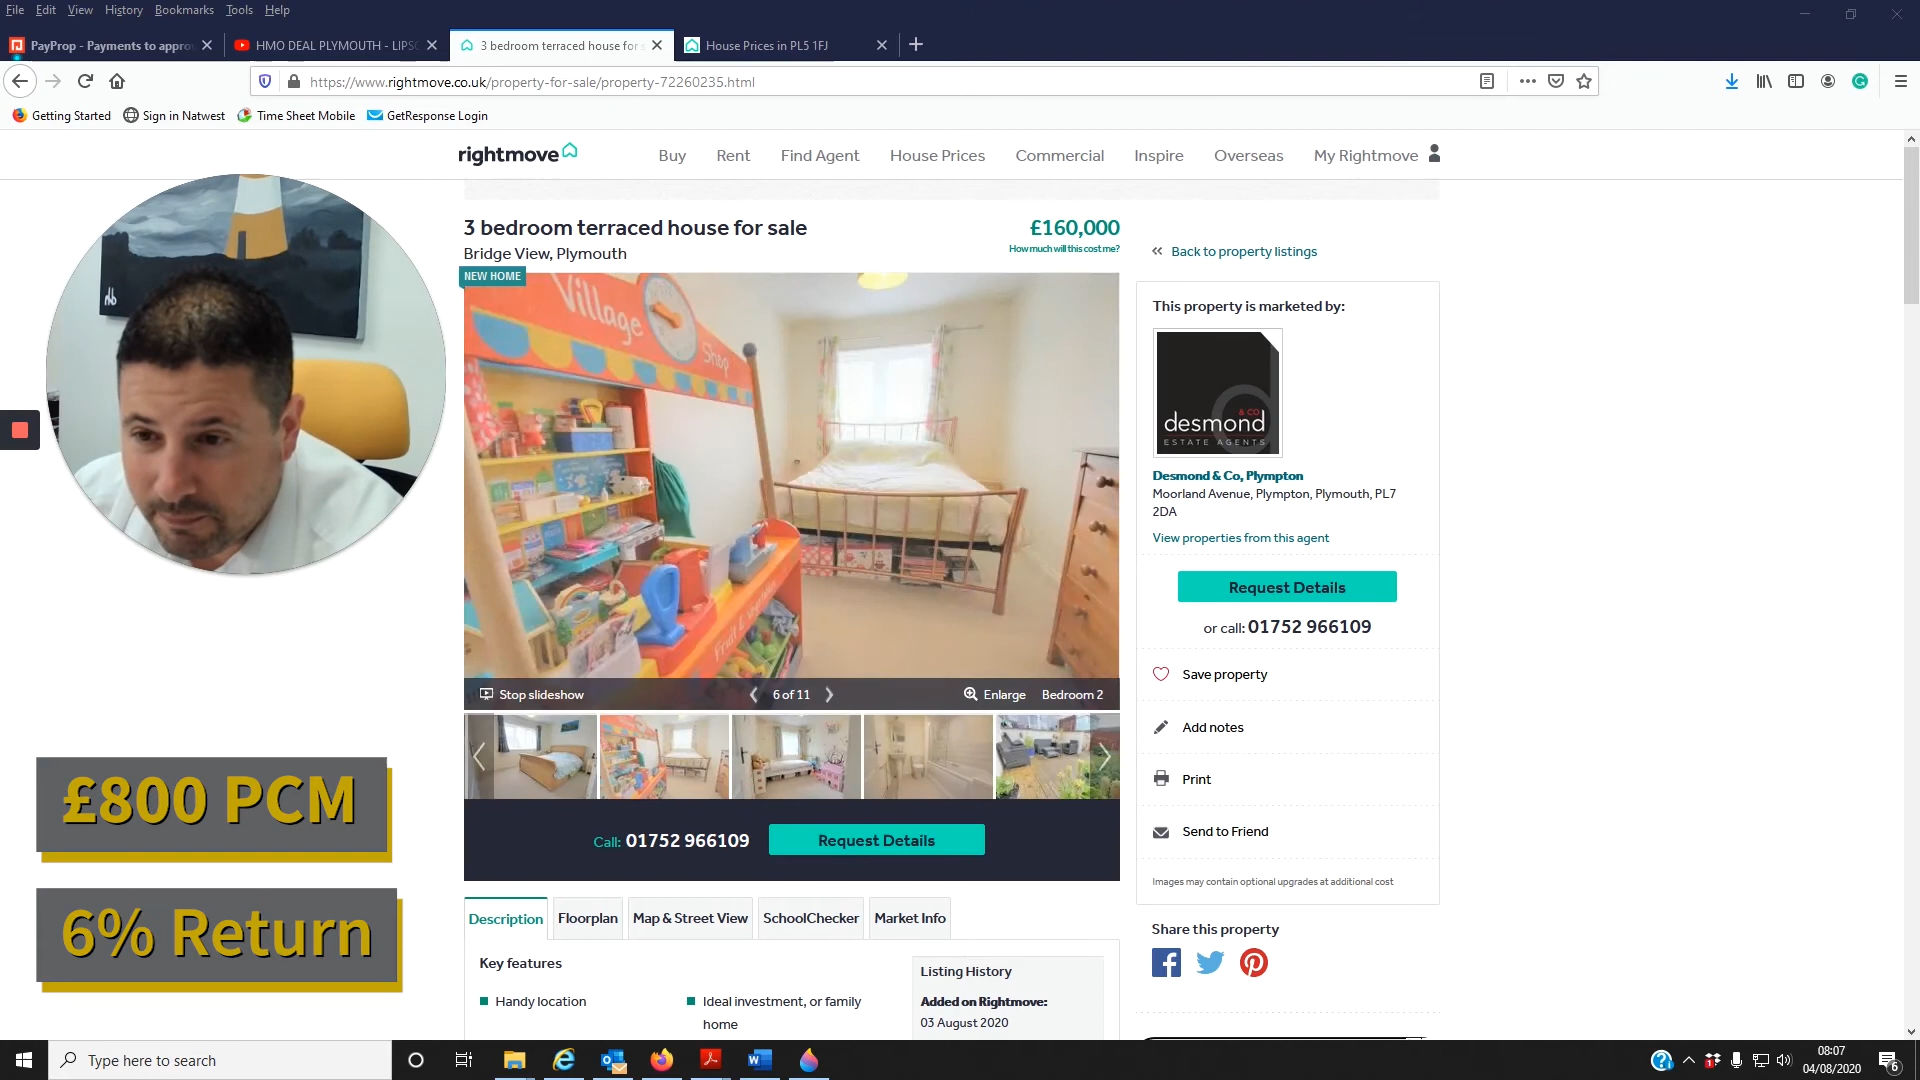 File Edit View History Bookmarks Tools Help
PayProp - Payments to appro
HMO DEAL PLYMOUTH - LIPS
3 bedroom terraced house for s
House Prices in PL5 1FJ
https://www.rightmove.co.uk/property-for-sale/property-72260235.html
Getting Started Sign in Natwest Time Sheet Mobile GetResponse Login
rightmove
Buy Rent Find Agent House Prices Commercial Inspire Overseas My Rightmove
3 bedroom terraced house for sale
£160,000
Bridge View, Plymouth
How much will this cost me?
Back to property listings
NEW HOME
Village
Shop
Fruit & Vegetables
Stop slideshow
6 of 11
Enlarge
Bedroom 2
Call: 01752 966109
Request Details
This property is marketed by:
& CO
desmond
ESTATE AGENTS
Desmond & Co, Plympton
Moorland Avenue, Plympton, Plymouth, PL7
2DA
View properties from this agent
Request Details
or call: 01752 966109
Save property
Add notes
Print
Send to Friend
Images may contain optional upgrades at additional cost
Share this property
£800 PCM
6% Return
Description Floorplan Map & Street View SchoolChecker Market Info
Key features
Handy location
Ideal investment, or family
home
Listing History
Added on Rightmove:
03 August 2020
Type here to search
08:07
04/08/2020
6